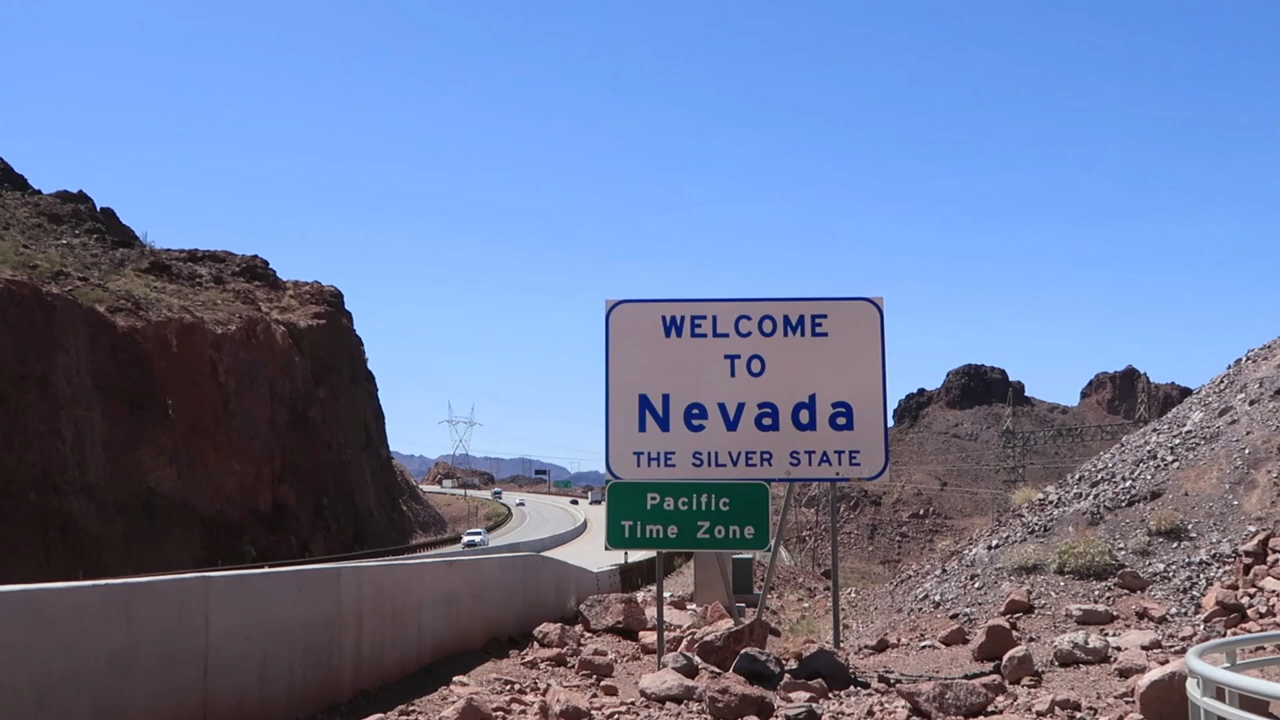 WELCOME
TO
Nevada
THE SILVER STATE
Pacific
Time Zone